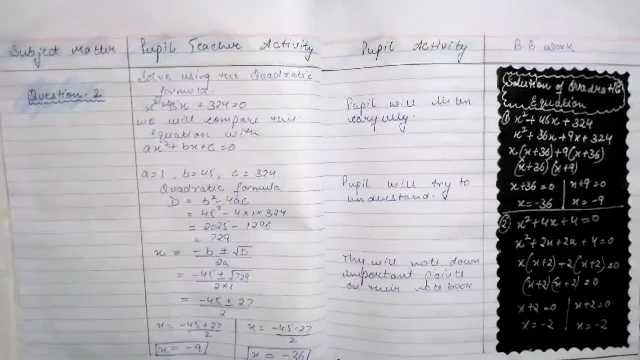 Subject Matter
Pupil Teacher Activity
Pupil Activity
B B work
Question-2
Solve using the Quadratic
formula.
x²+45x + 324=0
we will compare this
equation with
ax²+bx+c=0
a=1, b=45, c=324
Quadratic formula
D = b²-4ac
= 45² - 4×1×324
= 2025 - 1296
= 729
x = -b ± √D / 2a
= -45 ± √729 / 2×1
= -45 ± 27 / 2
x = -45+27 / 2
x = -45-27 / 2
x = -9
x = -36
Pupil will listen
carefully.
Pupil will try to
understand.
They will note down
important points
on their note book
Solution of Quadratic
Equation
① x² + 45x + 324
x² + 36x + 9x + 324
x(x+36)+9(x+36)
(x+36)(x+9)
x+36=0 | x+9=0
x=-36 | x=-9
② x² + 4x + 4 = 0
x² + 2x + 2x + 4 = 0
x(x+2)+2(x+2)=0
(x+2)(x+2)=0
x+2=0 | x+2=0
x=-2 | x=-2